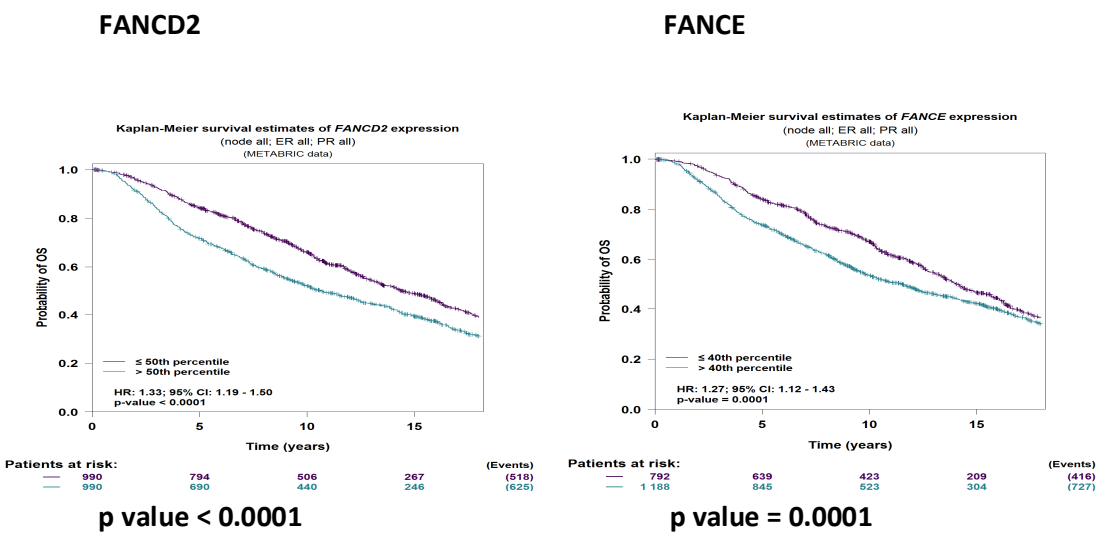 FANCD2
Kaplan-Meier survival estimates of FANCD2 expression
(node all; ER all; PR all)
(METABRIC data)
Probability of OS
1.0
0.8
0.6
0.4
0.2
0.0
≤ 50th percentile
> 50th percentile
HR: 1.33; 95% CI: 1.19 - 1.50
p-value < 0.0001
0 5 10 15
Time (years)
Patients at risk: (Events)
990 794 506 267 (518)
990 690 440 246 (625)
p value < 0.0001
FANCE
Kaplan-Meier survival estimates of FANCE expression
(node all; ER all; PR all)
(METABRIC data)
Probability of OS
1.0
0.8
0.6
0.4
0.2
0.0
≤ 40th percentile
> 40th percentile
HR: 1.27; 95% CI: 1.12 - 1.43
p-value = 0.0001
0 5 10 15
Time (years)
Patients at risk: (Events)
792 639 423 209 (416)
1 188 845 523 304 (727)
p value = 0.0001